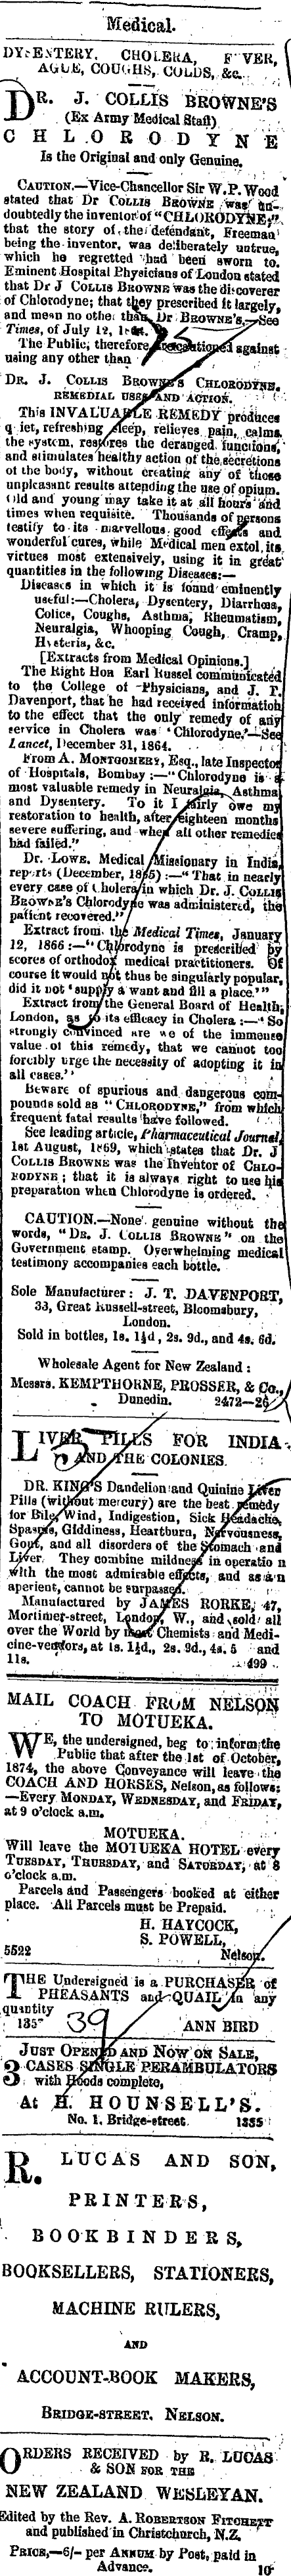 Medical.
DYSENTERY, CHOLERA, FEVER,
AGUE, COUGHS, COLDS, &c.
DR. J. COLLIS BROWNE'S
(Ex Army Medical Staff)
CHLORODYNE
Is the Original and only Genuine.
CAUTION.—Vice-Chancellor Sir W. P. Wood
stated that Dr COLLIS BROWNE was un-
doubtedly the inventor of "CHLORODYNE;"
that the story of the defendant, Freeman
being the inventor, was deliberately untrue,
which he regretted had been sworn to.
Eminent Hospital Physicians of London stated
that Dr J COLLIS BROWNE was the discoverer
of Chlorodyne; that they prescribed it largely,
and mean no other than Dr BROWNE'S.—See
Times, of July 12,
The Public, therefore, are cautioned against
using any other than
DR. J. COLLIS BROWNE'S CHLORODYNE.
REMEDIAL USES AND ACTION.
This INVALUABLE REMEDY produces
quiet, refreshing sleep, relieves pain, calms
the system, restores the deranged functions,
and stimulates healthy action of the secretions
of the body, without creating any of those
unpleasant results attending the use of opium.
Old and young may take it at all hours and
times when requisite. Thousands of persons
testify to its marvellous good effects and
wonderful cures, while Medical men extol its
virtues most extensively, using it in great
quantities in the following Diseases:—
Diseases in which it is found eminently
useful:—Cholera, Dysentery, Diarrhœa,
Colics, Coughs, Asthma, Rheumatism,
Neuralgia, Whooping Cough, Cramp,
Hysteria, &c.
[Extracts from Medical Opinions.]
The Right Hon Earl Russel communicated
to the College of Physicians, and J. T.
Davenport, that he had received information
to the effect that the only remedy of any
service in Cholera was 'Chlorodyne.'—See
Lancet, December 31, 1864.
From A. MONTGOMERY, Esq., late Inspector
of Hospitals, Bombay:—"Chlorodyne is a
most valuable remedy in Neuralgia, Asthma
and Dysentery. To it I fairly owe my
restoration to health, after eighteen months
severe suffering, and when all other remedies
had failed."
Dr. LOWE. Medical Missionary in India,
reports (December, 1865):—"That in nearly
every case of Cholera in which Dr. J. COLLIS
BROWNE'S Chlorodyne was administered, the
patient recovered."
Extract from the Medical Times, January
12, 1866:—"Chlorodyne is prescribed by
scores of orthodox medical practitioners. Of
course it would not thus be singularly popular,
did it not 'supply a want and fill a place.'"
Extract from the General Board of Health,
London, as to its efficacy in Cholera:—"So
strongly convinced are we of the immense
value of this remedy, that we cannot too
forcibly urge the necessity of adopting it in
all cases."
Beware of spurious and dangerous com-
pounds sold as "CHLORODYNE," from which
frequent fatal results have followed.
See leading article, Pharmaceutical Journal,
1st August, 1869, which states that Dr. J
COLLIS BROWNE was the Inventor of CHLO-
RODYNE; that it is always right to use his
preparation when Chlorodyne is ordered.
CAUTION.—None genuine without the
words, "DR. J. COLLIS BROWNE" on the
Government stamp. Overwhelming medical
testimony accompanies each bottle.
Sole Manufacturer: J. T. DAVENPORT,
33, Great Russell-street, Bloomsbury,
London.
Sold in bottles, 1s. 1½d, 2s. 9d., and 4s. 6d.
Wholesale Agent for New Zealand:
Messrs. KEMPTHORNE, PROSSER, & Co.,
Dunedin. 2472—26
LIVER PILLS FOR INDIA
AND THE COLONIES.
DR. KING'S Dandelion and Quinine Liver
Pills (without mercury) are the best remedy
for Bile, Wind, Indigestion, Sick Headache,
Spasms, Giddiness, Heartburn, Nervousness,
Gout, and all disorders of the Stomach and
Liver. They combine mildness in operation
with the most admirable effects, and as an
aperient, cannot be surpassed.
Manufactured by JAMES RORKE, 47,
Mortimer-street, London, W., and sold all
over the World by most Chemists and Medi-
cine-vendors, at 1s. 1½d., 2s. 9d., 4s. 5 and
11s. 499
MAIL COACH FROM NELSON
TO MOTUEKA.
WE, the undersigned, beg to inform the
Public that after the 1st of October,
1874, the above Conveyance will leave the
COACH AND HORSES, Nelson, as follows:
—Every MONDAY, WEDNESDAY, and FRIDAY,
at 9 o'clock a.m.
MOTUEKA.
Will leave the MOTUEKA HOTEL every
TUESDAY, THURSDAY, and SATURDAY, at 8
o'clock a.m.
Parcels and Passengers booked at either
place. All Parcels must be Prepaid.
H. HAYCOCK,
S. POWELL,
5522 Nelson.
THE Undersigned is a PURCHASER of
PHEASANTS and QUAIL in any
quantity
135 39 ANN BIRD
JUST OPENED AND NOW ON SALE,
3 CASES SINGLE PERAMBULATORS
with Hoods complete,
At H. HOUNSELL'S.
No. 1, Bridge-street. 1355
R. LUCAS AND SON,
PRINTERS,
BOOKBINDERS,
BOOKSELLERS, STATIONERS,
MACHINE RULERS,
AND
ACCOUNT-BOOK MAKERS,
BRIDGE-STREET, NELSON.
ORDERS RECEIVED by R. LUCAS
& SON FOR THE
NEW ZEALAND WESLEYAN.
Edited by the Rev. A. ROBERTSON FITCHETT
and published in Christchurch, N.Z.
PRICE,—6/- per ANNUM by Post, paid in
Advance. 10